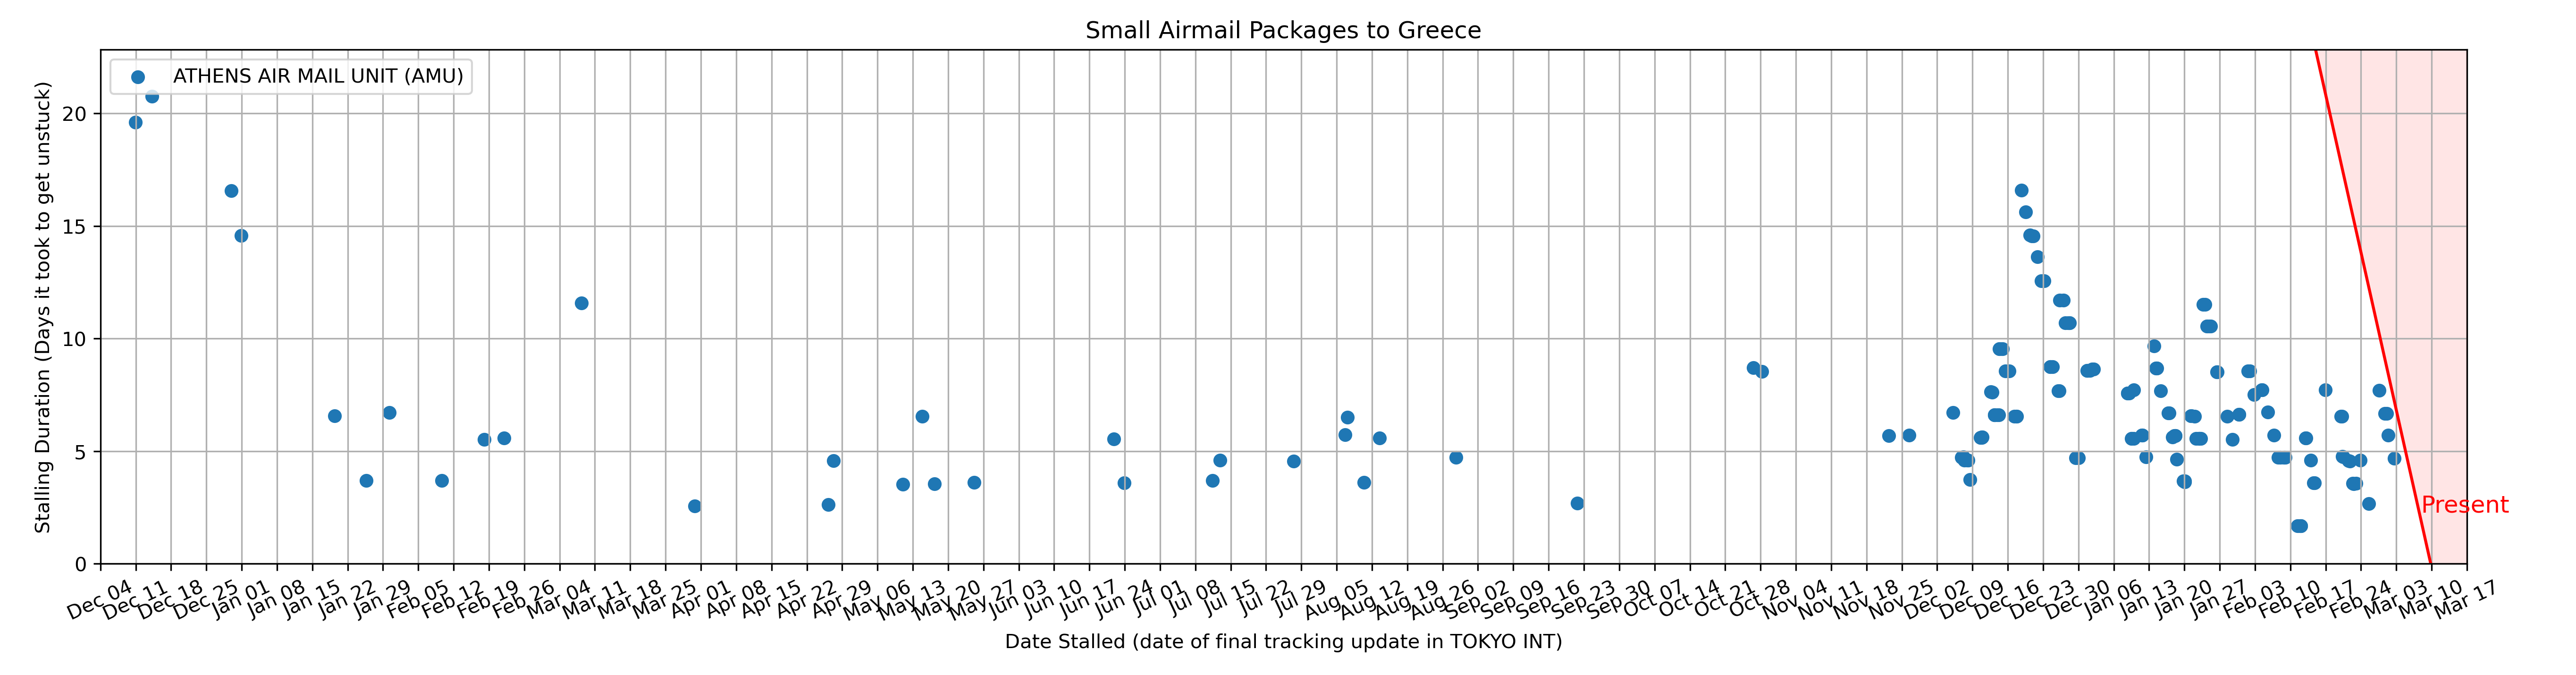 Small Airmail Packages to Greece
ATHENS AIR MAIL UNIT (AMU)
Stalling Duration (Days it took to get unstuck)
20
15
10
5
0
Present
Dec 04 Dec 11 Dec 18 Dec 25 Jan 01 Jan 08 Jan 15 Jan 22 Jan 29 Feb 05 Feb 12 Feb 19 Feb 26 Mar 04 Mar 11 Mar 18 Mar 25 Apr 01 Apr 08 Apr 15 Apr 22 Apr 29 May 06 May 13 May 20 May 27 Jun 03 Jun 10 Jun 17 Jun 24 Jul 01 Jul 08 Jul 15 Jul 22 Jul 29 Aug 05 Aug 12 Aug 19 Aug 26 Sep 02 Sep 09 Sep 16 Sep 23 Sep 30 Oct 07 Oct 14 Oct 21 Oct 28 Nov 04 Nov 11 Nov 18 Nov 25 Dec 02 Dec 09 Dec 16 Dec 23 Dec 30 Jan 06 Jan 13 Jan 20 Jan 27 Feb 03 Feb 10 Feb 17 Feb 24 Mar 03 Mar 10 Mar 17
Date Stalled (date of final tracking update in TOKYO INT)